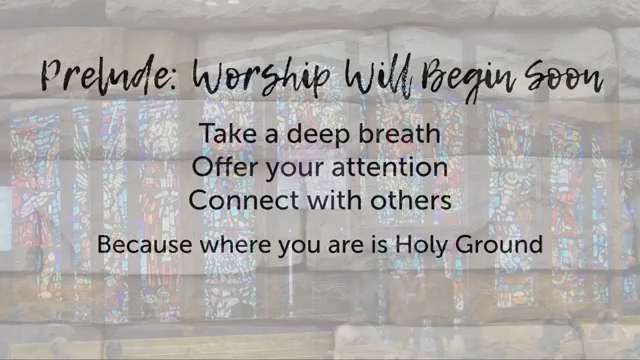 Prelude: Worship Will Begin Soon
Take a deep breath
Offer your attention
Connect with others
Because where you are is Holy Ground